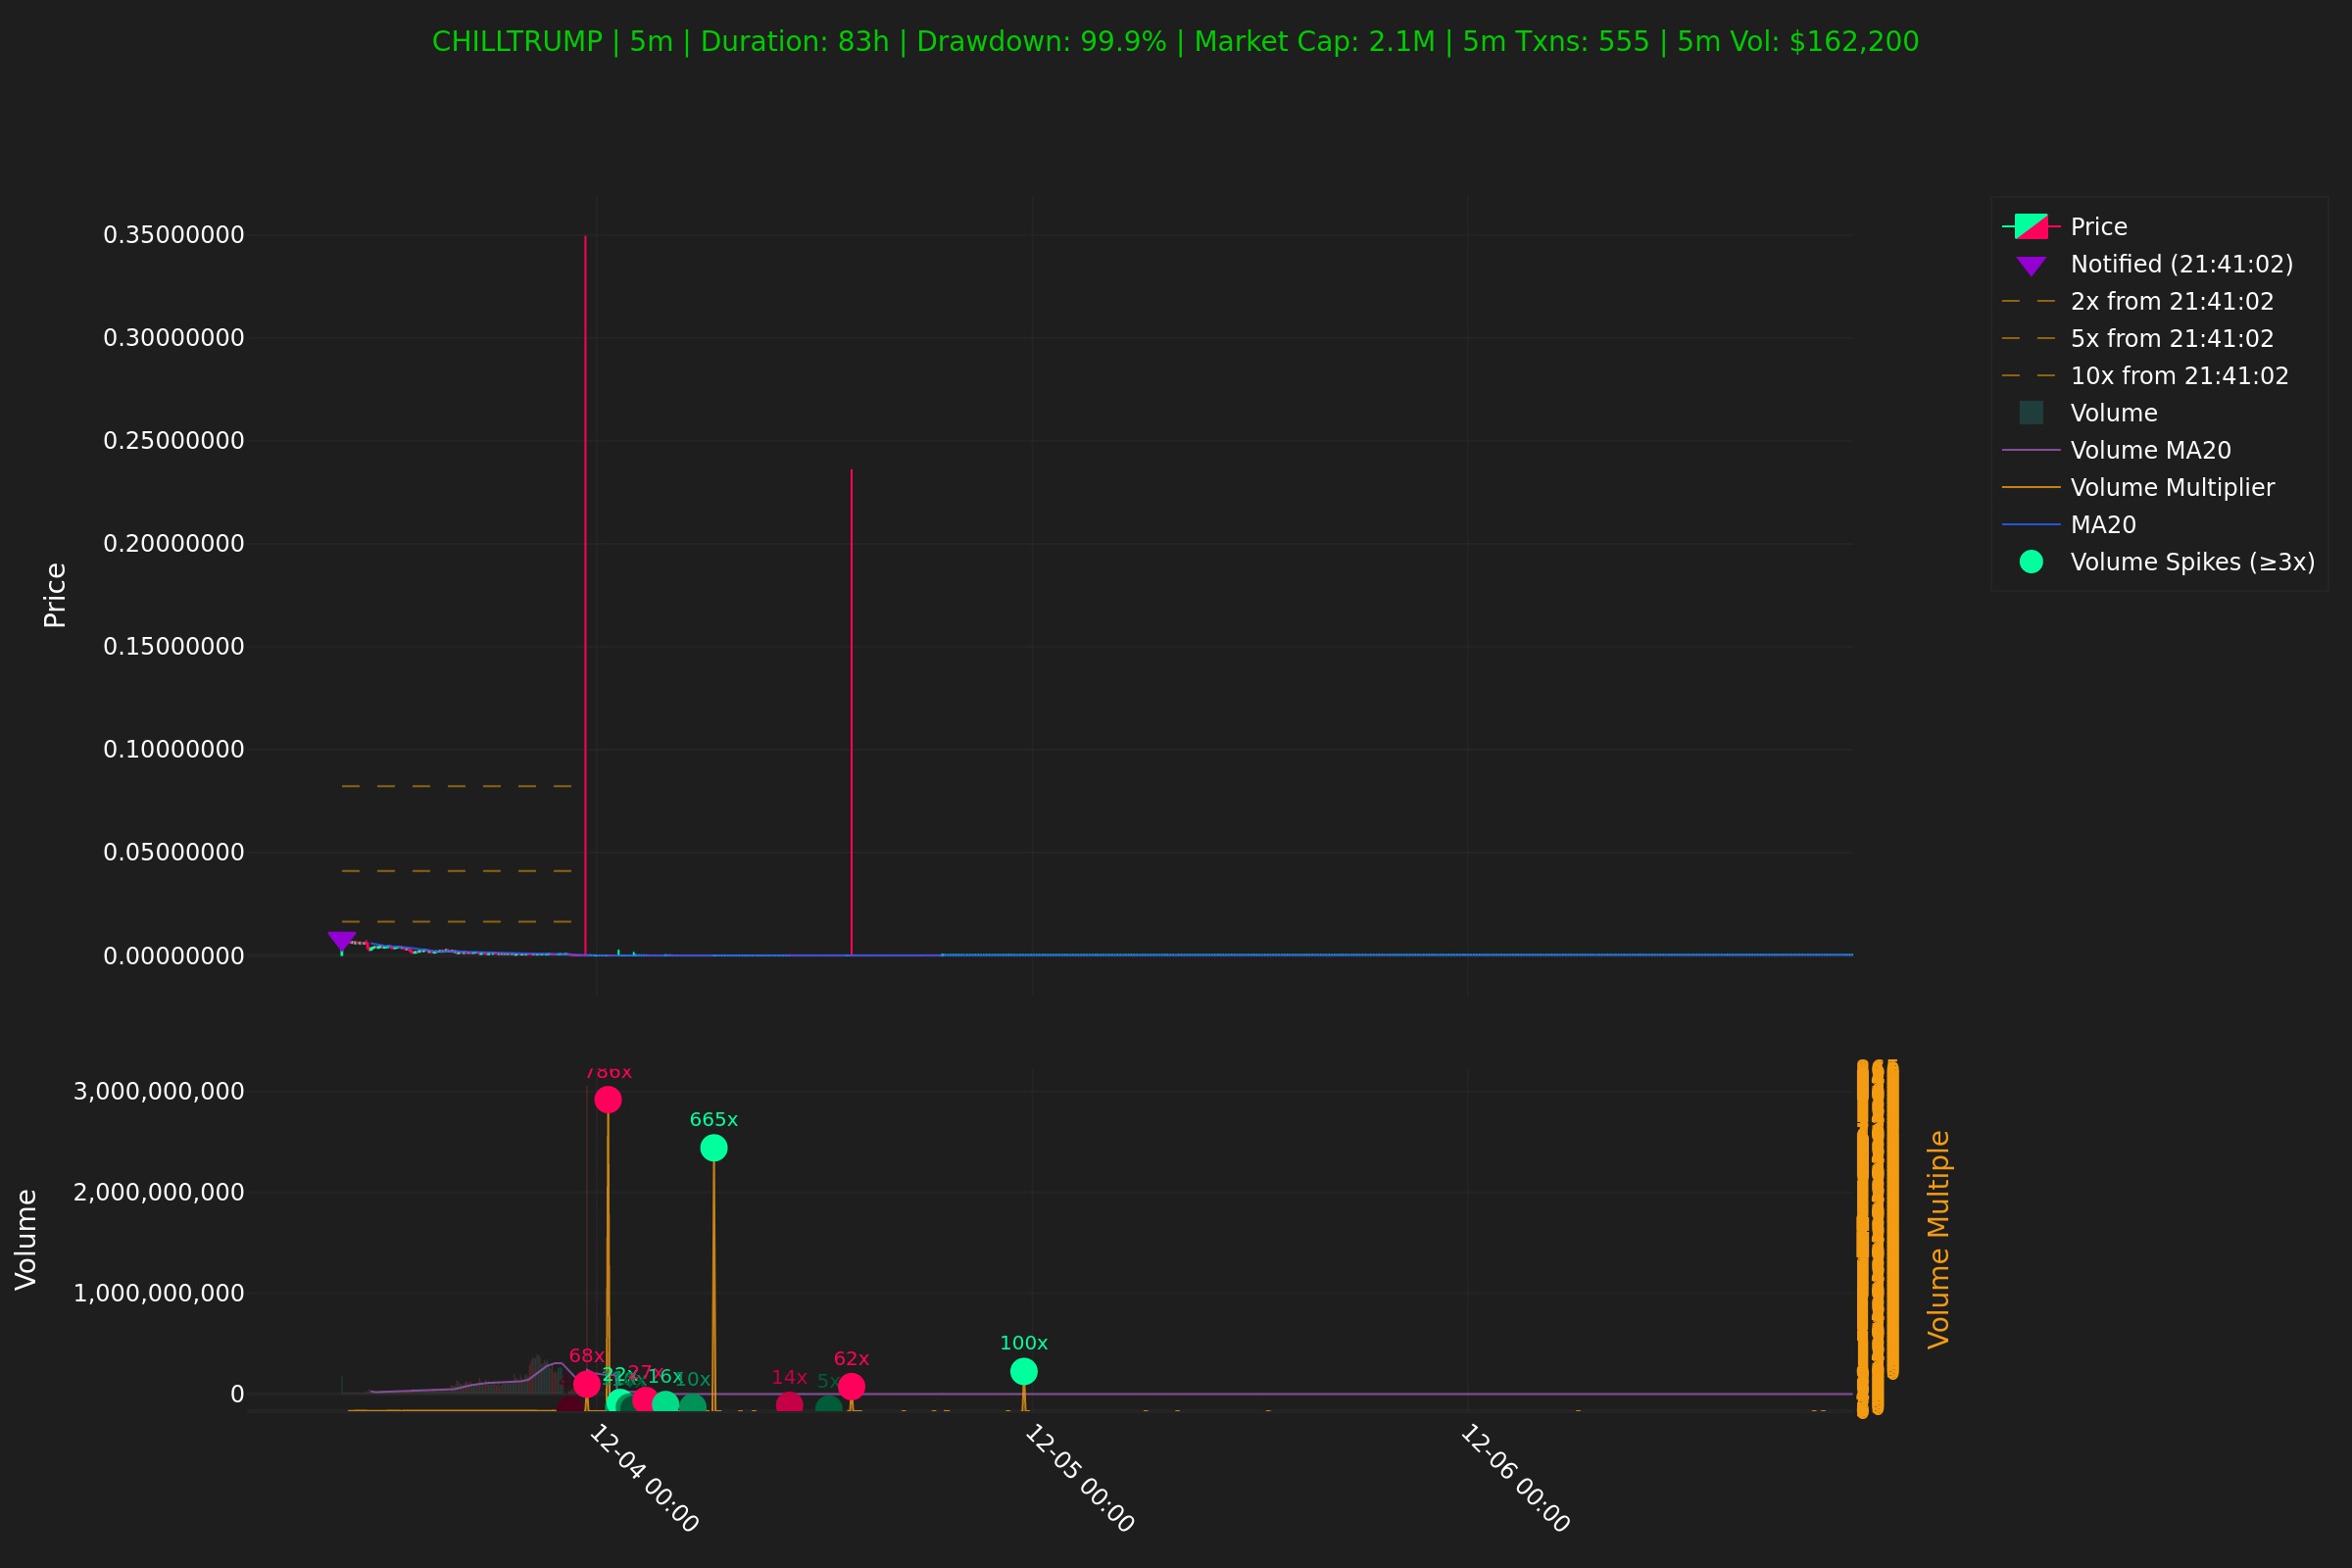 CHILLTRUMP | 5m | Duration: 83h | Drawdown: 99.9% | Market Cap: 2.1M | 5m Txns: 555 | 5m Vol: $162,200
Price
0.35000000
0.30000000
0.25000000
0.20000000
0.15000000
0.10000000
0.05000000
0.00000000
Price
Notified (21:41:02)
2x from 21:41:02
5x from 21:41:02
10x from 21:41:02
Volume
Volume MA20
Volume Multiplier
MA20
Volume Spikes (≥3x)
Volume
3,000,000,000
2,000,000,000
1,000,000,000
0
786x
665x
68x
22x
27x
16x
10x
14x
5x
62x
100x
Volume Multiple
12-04 00:00
12-05 00:00
12-06 00:00